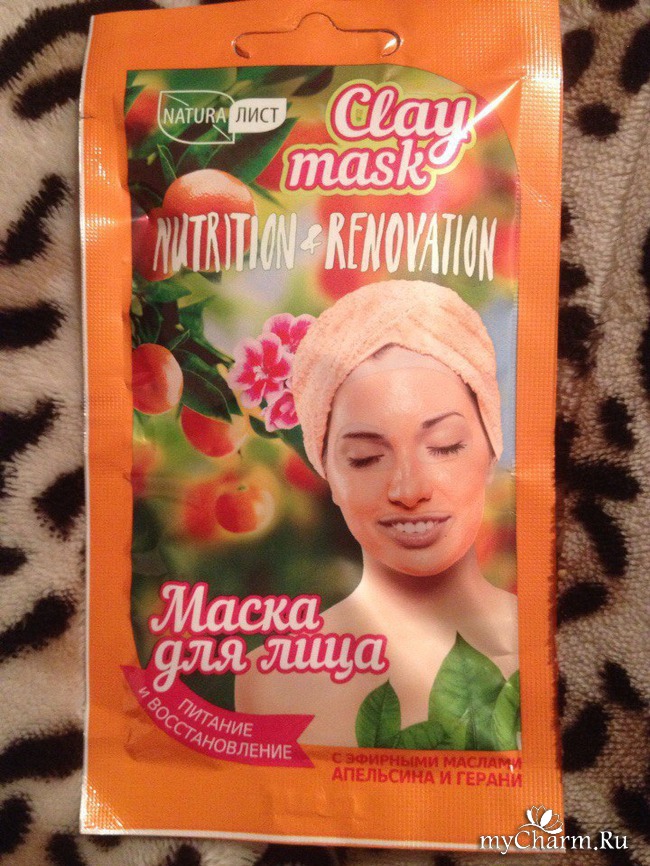 NATURA ЛИСТ
Clay
mask
NUTRITION & RENOVATION
Маска
для лица
ПИТАНИЕ
И ВОССТАНОВЛЕНИЕ
С ЭФИРНЫМИ МАСЛАМИ
АПЕЛЬСИНА И ГЕРАНИ
myCharm.Ru